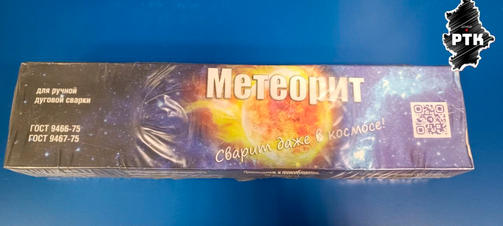 РТК
Метеорит
для ручной
дуговой сварки
ГОСТ 9466-75
ГОСТ 9467-75
Сварит даже в космосе!